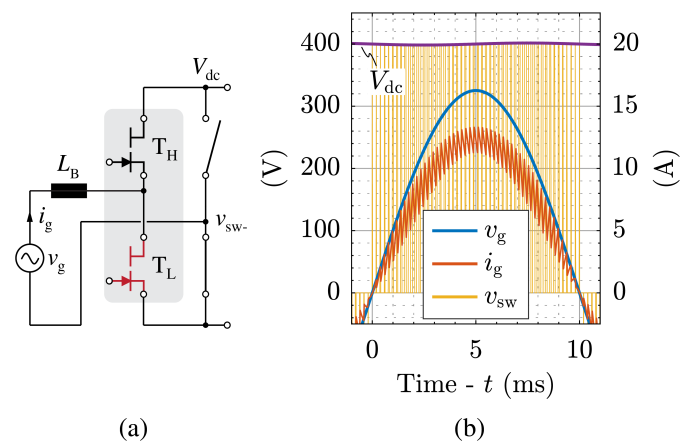 V_dc
T_H
L_B
i_g
v_sw-
v_g
T_L
(a)
400
300
200
100
0
(V)
V_dc
v_g
i_g
v_sw
20
15
10
5
0
(A)
0
5
10
Time - t (ms)
(b)